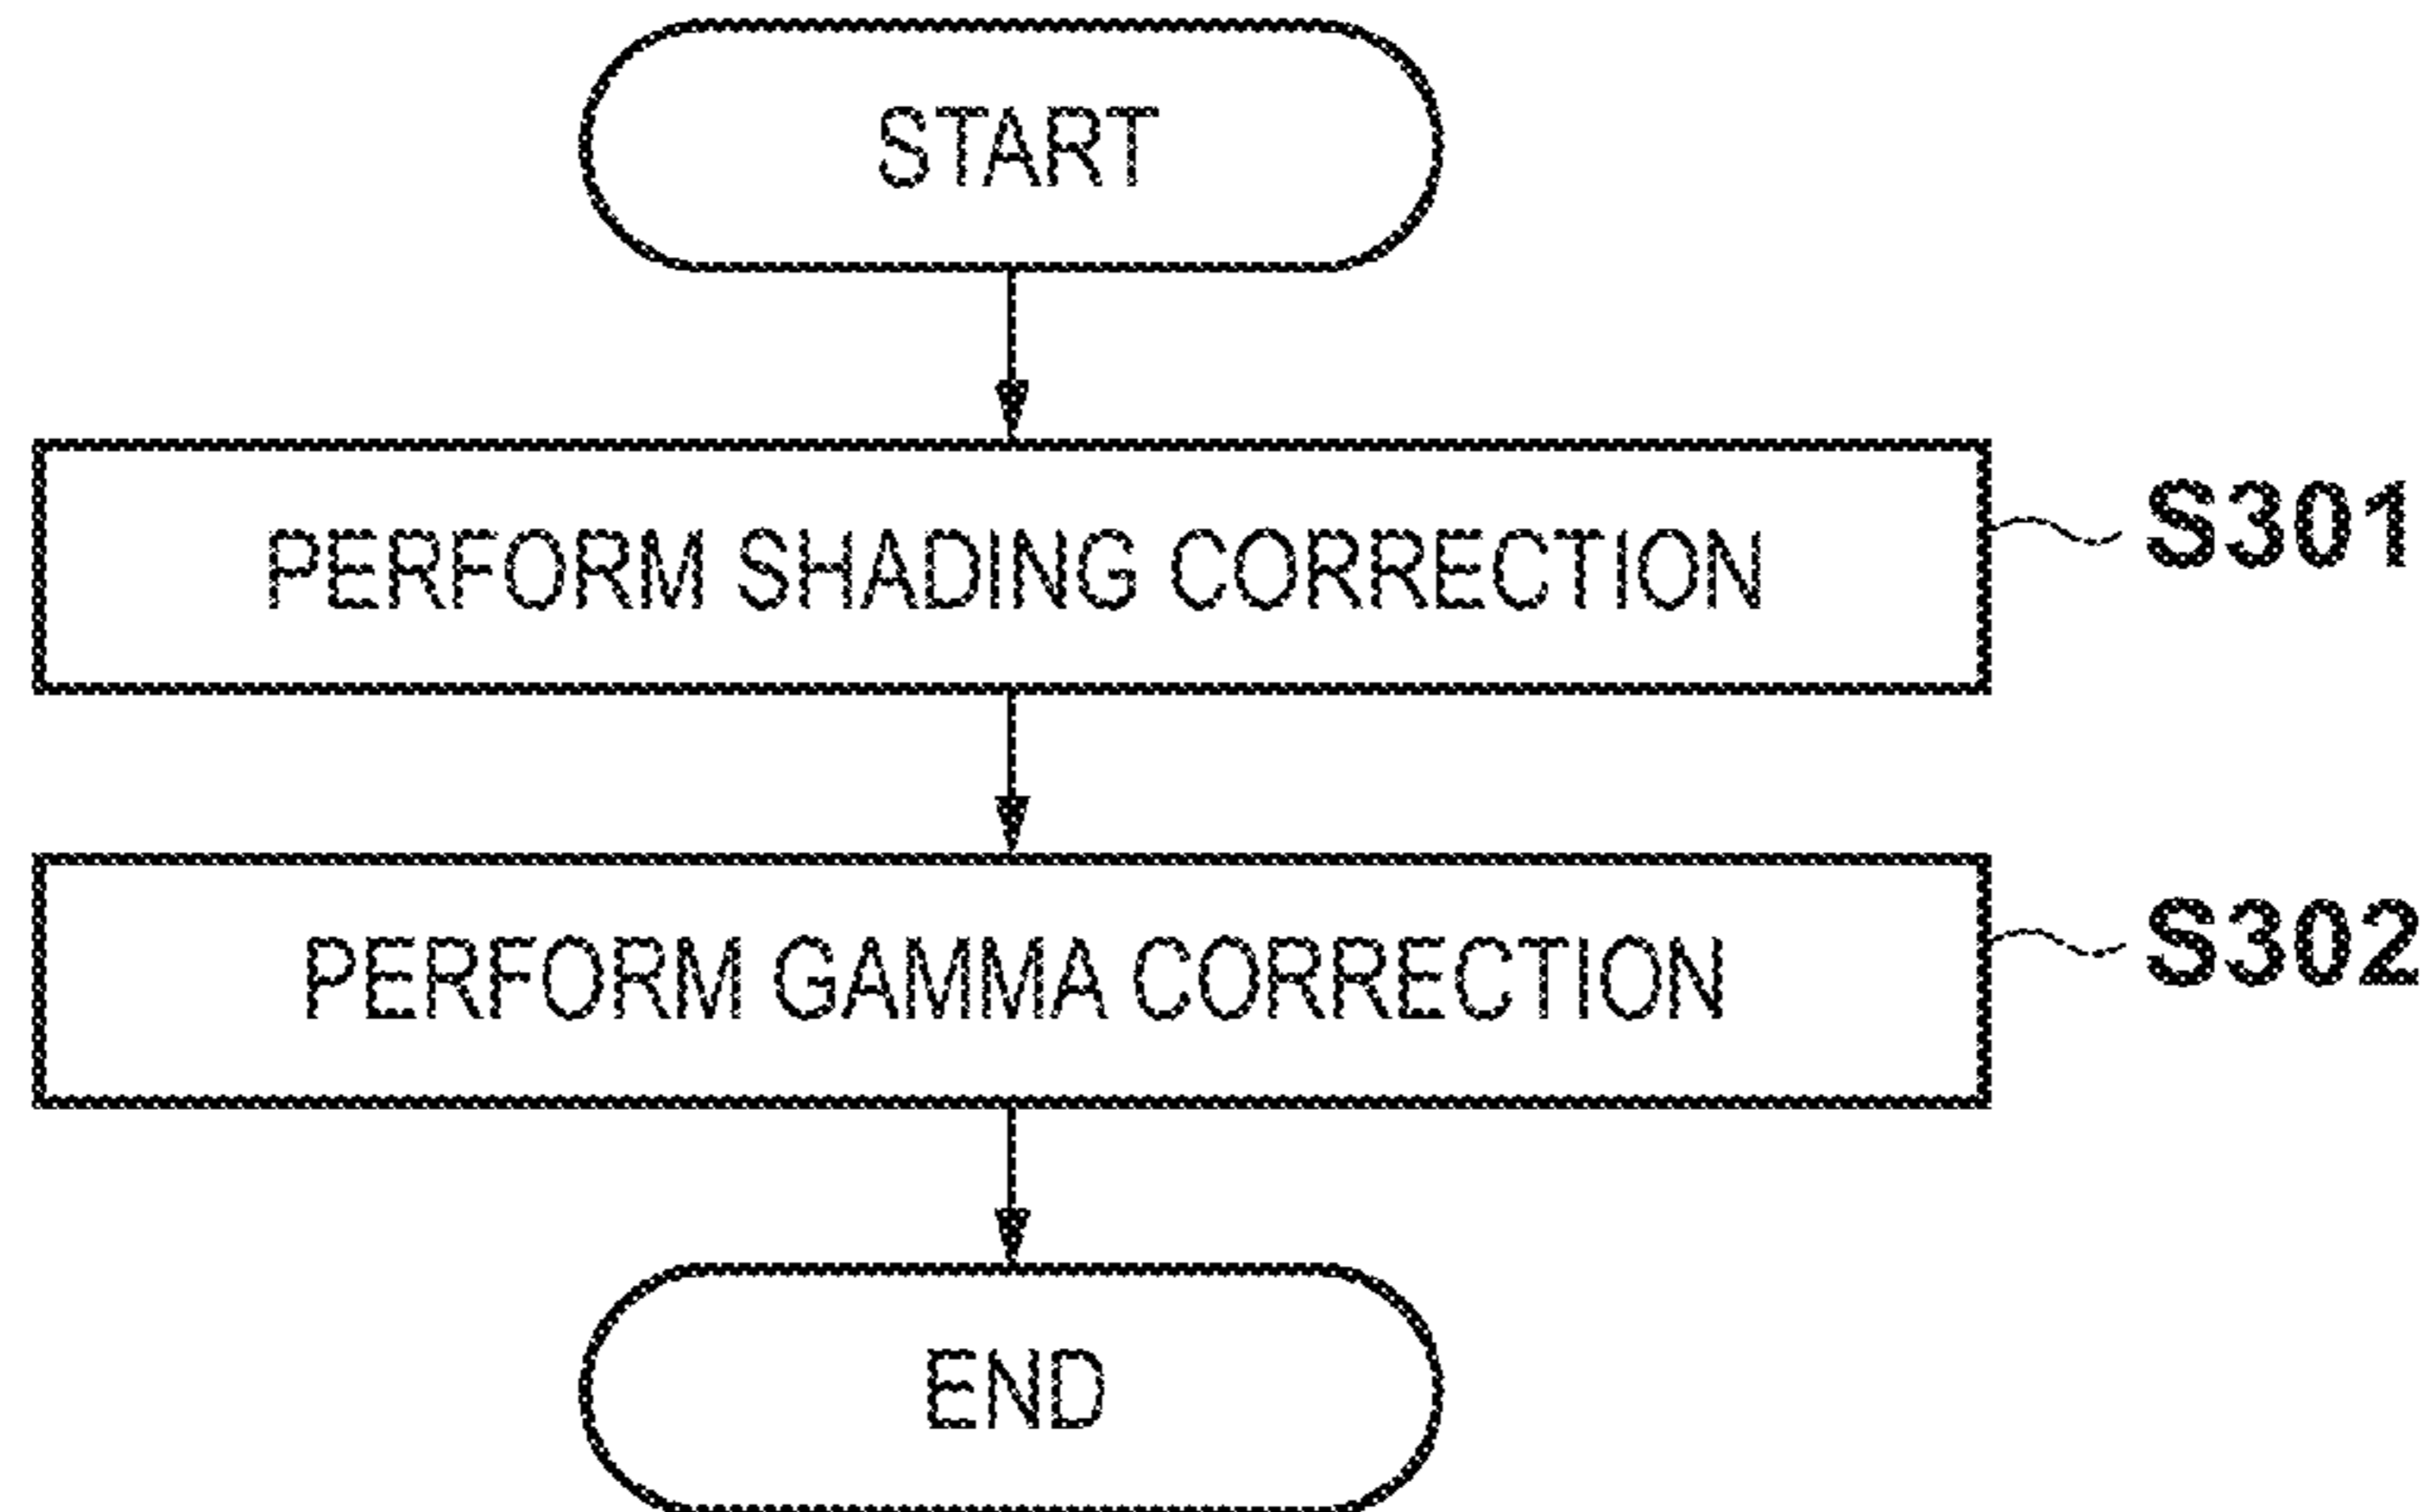 START
PERFORM SHADING CORRECTION
S301
PERFORM GAMMA CORRECTION
S302
END